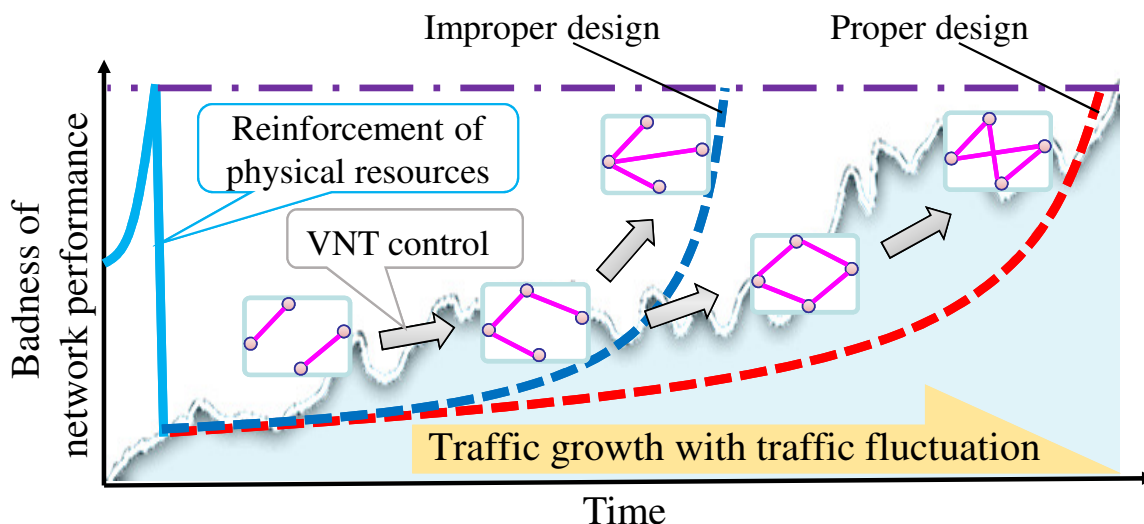 Improper design
Proper design
Reinforcement of
physical resources
VNT control
Badness of
network performance
Traffic growth with traffic fluctuation
Time